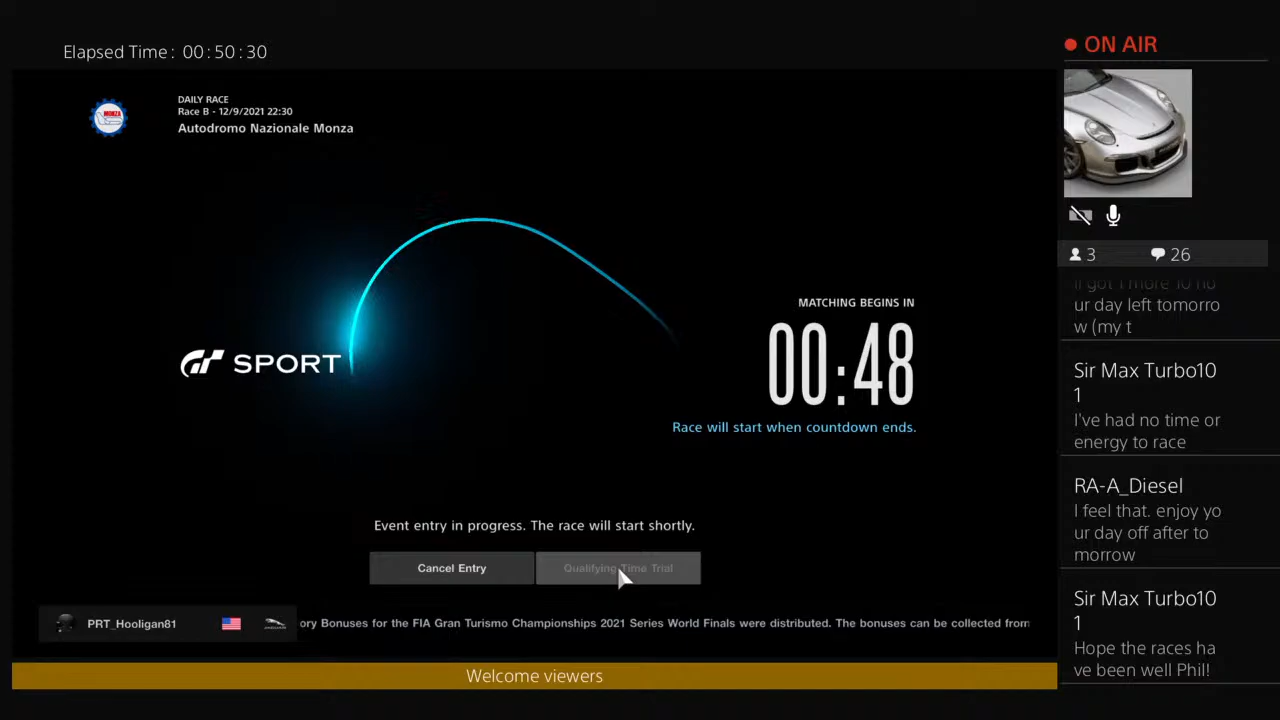 Elapsed Time: 00:50:30
ON AIR
DAILY RACE
Race B - 12/9/2021 22:30
Autodromo Nazionale Monza
MONZA
SPORT
MATCHING BEGINS IN
00:48
Race will start when countdown ends.
Event entry in progress. The race will start shortly.
Cancel Entry
Qualifying Time Trial
PRT_Hooligan81
ory Bonuses for the FIA Gran Turismo Championships 2021 Series World Finals were distributed. The bonuses can be collected from
Welcome viewers
3
26
ur day left tomorro
w (my t
Sir Max Turbo10
1
I've had no time or
energy to race
RA-A_Diesel
I feel that. enjoy yo
ur day off after to
morrow
Sir Max Turbo10
1
Hope the races ha
ve been well Phil!